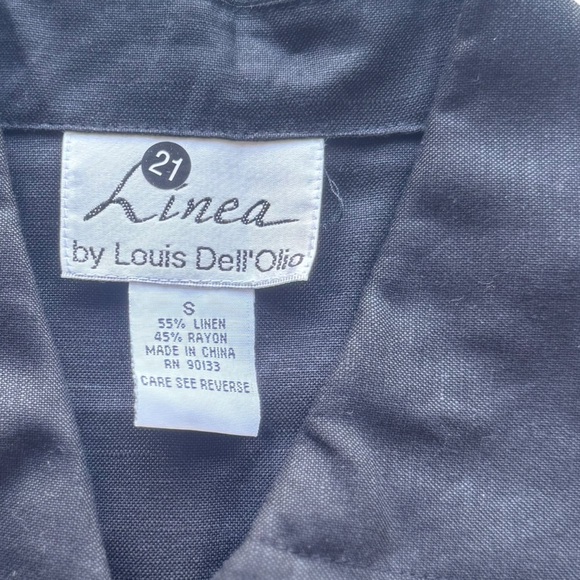 21
Linea
by Louis Dell'Olio
S
55% LINEN
45% RAYON
MADE IN CHINA
RN 90133
CARE SEE REVERSE